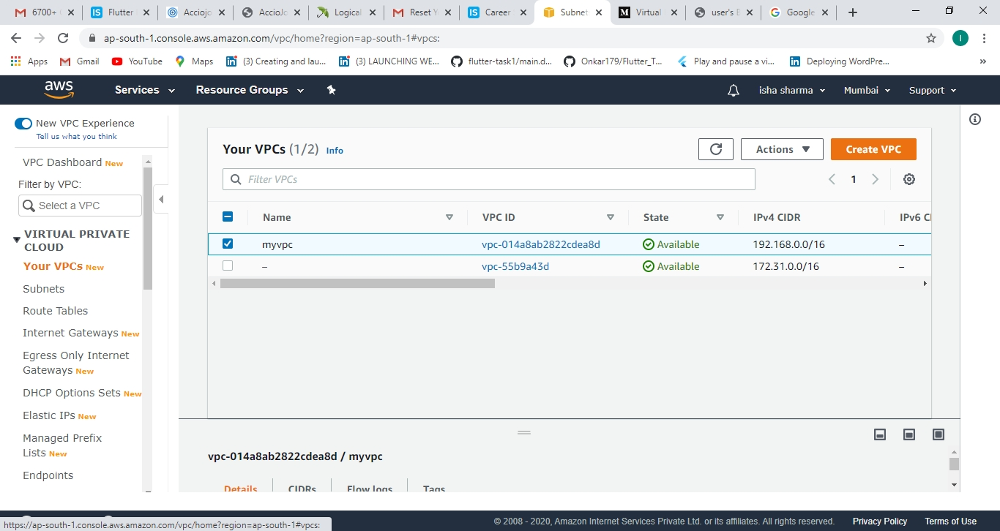 6700+
Flutter
Acciojo
AccioJo
Logical
Reset Y
Career
Subnet
Virtual
user's B
Google
ap-south-1.console.aws.amazon.com/vpc/home?region=ap-south-1#vpcs:
I
Apps
Gmail
YouTube
Maps
(3) Creating and lau...
(3) LAUNCHING WE...
flutter-task1/main.d...
Onkar179/Flutter_T...
Play and pause a vi...
Deploying WordPre...
»
aws
Services
Resource Groups
isha sharma
Mumbai
Support
New VPC Experience
Tell us what you think
VPC Dashboard New
Filter by VPC:
Select a VPC
VIRTUAL PRIVATE
CLOUD
Your VPCs New
Subnets
Route Tables
Internet Gateways New
Egress Only Internet
Gateways New
DHCP Options Sets New
Elastic IPs New
Managed Prefix
Lists New
Endpoints
Your VPCs (1/2) Info
Actions
Create VPC
Filter VPCs
1
Name VPC ID State IPv4 CIDR IPv6 CI
myvpc vpc-014a8ab2822cdea8d Available 192.168.0.0/16 –
– vpc-55b9a43d Available 172.31.0.0/16 –
vpc-014a8ab2822cdea8d / myvpc
Details CIDRs Flow logs Tags
https://ap-south-1.console.aws.amazon.com/vpc/home?region=ap-south-1#vpcs:
© 2008 - 2020, Amazon Internet Services Private Ltd. or its affiliates. All rights reserved. Privacy Policy Terms of Use